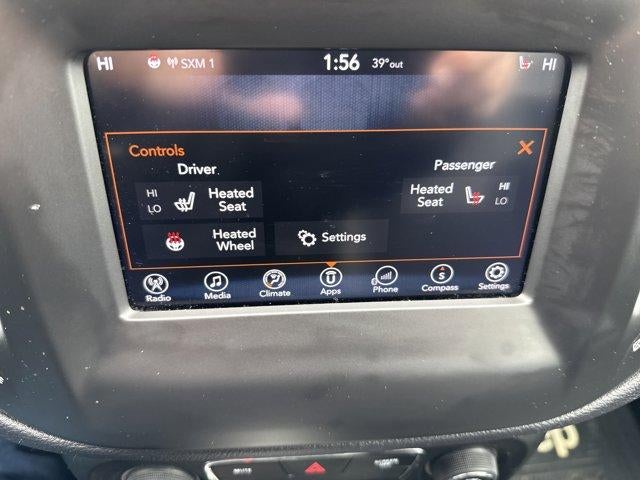 HI SXM 1 1:56 39°out HI
Controls
Driver
Passenger
HI
LO
Heated
Seat
Heated
Seat
HI
LO
Heated
Wheel
Settings
Radio
Media
Climate
U
Apps
Phone
S
Compass
Settings
MUTE